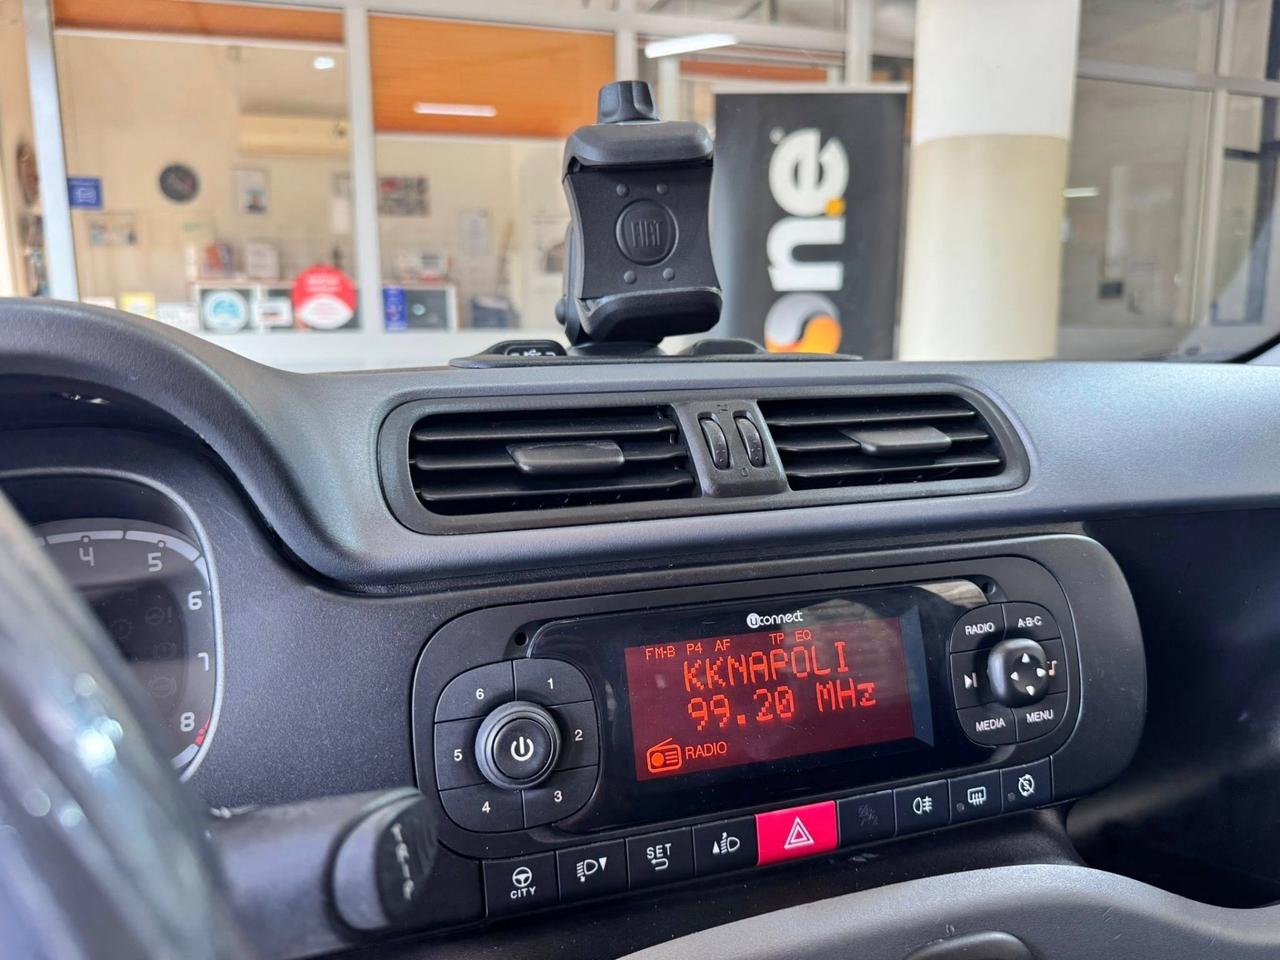 one
FIAT
4
5
6
7
8
uconnect
FM-B P4 AF TP EQ
KKNAPOLI
99.20 MHz
RADIO
6
1
5
2
4
3
RADIO
A-B-C
MEDIA
MENU
CITY
SET